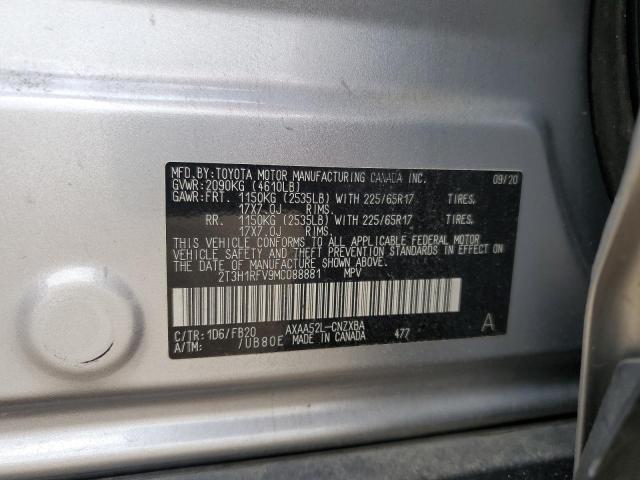 MFD.BY:TOYOTA MOTOR MANUFACTURING CANADA INC. 09/20
GVWR: 2090KG (4610LB)
GAWR:FRT. 1150KG (2535LB) WITH 225/65R17 TIRES.
17X7.0J RIMS.
RR. 1150KG (2535LB) WITH 225/65R17 TIRES.
17X7.0J RIMS.
THIS VEHICLE CONFORMS TO ALL APPLICABLE FEDERAL MOTOR
VEHICLE SAFETY AND THEFT PREVENTION STANDARDS IN EFFECT
ON THE DATE OF MANUFACTURE SHOWN ABOVE.
2T3H1RFV9MC088881 MPV
C/TR: 1D6/FB20 AXAA52L-CNZXBA 477 A
A/TM: /UB80E MADE IN CANADA